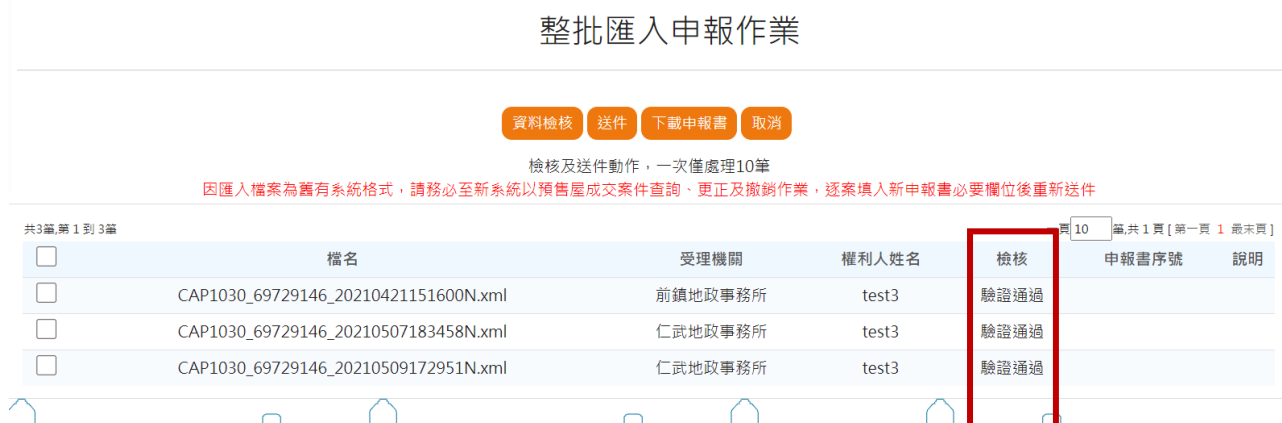 整批匯入申報作業
資料檢核 送件 下載申報書 取消
檢核及送件動作，一次僅處理10筆
因匯入檔案為舊有系統格式，請務必至新系統以預售屋成交案件查詢、更正及撤銷作業，逐案填入新申報書必要欄位後重新送件
共3筆,第 1 到 3筆 頁 10 筆,共 1 頁 [ 第一頁 1 最末頁 ]
檔名 受理機關 權利人姓名 檢核 申報書序號 說明
CAP1030_69729146_20210421151600N.xml 前鎮地政事務所 test3 驗證通過
CAP1030_69729146_20210507183458N.xml 仁武地政事務所 test3 驗證通過
CAP1030_69729146_20210509172951N.xml 仁武地政事務所 test3 驗證通過